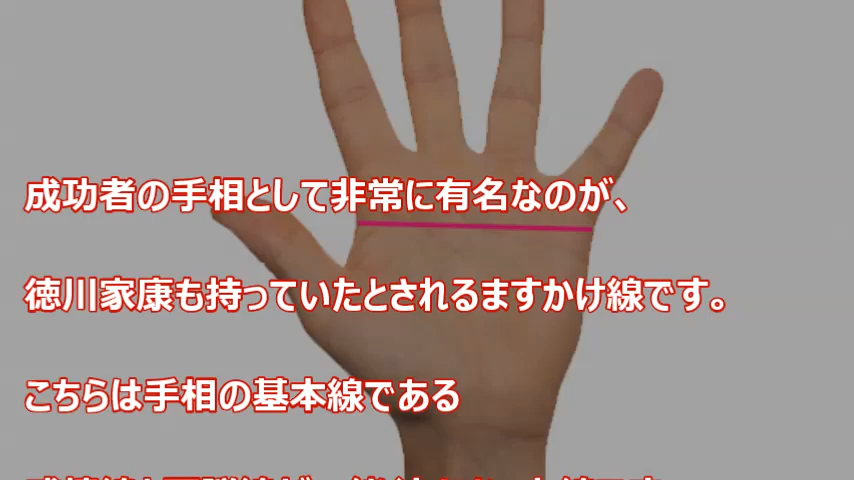 成功者の手相として非常に有名なのが、
徳川家康も持っていたとされるますかけ線です。
こちらは手相の基本線である